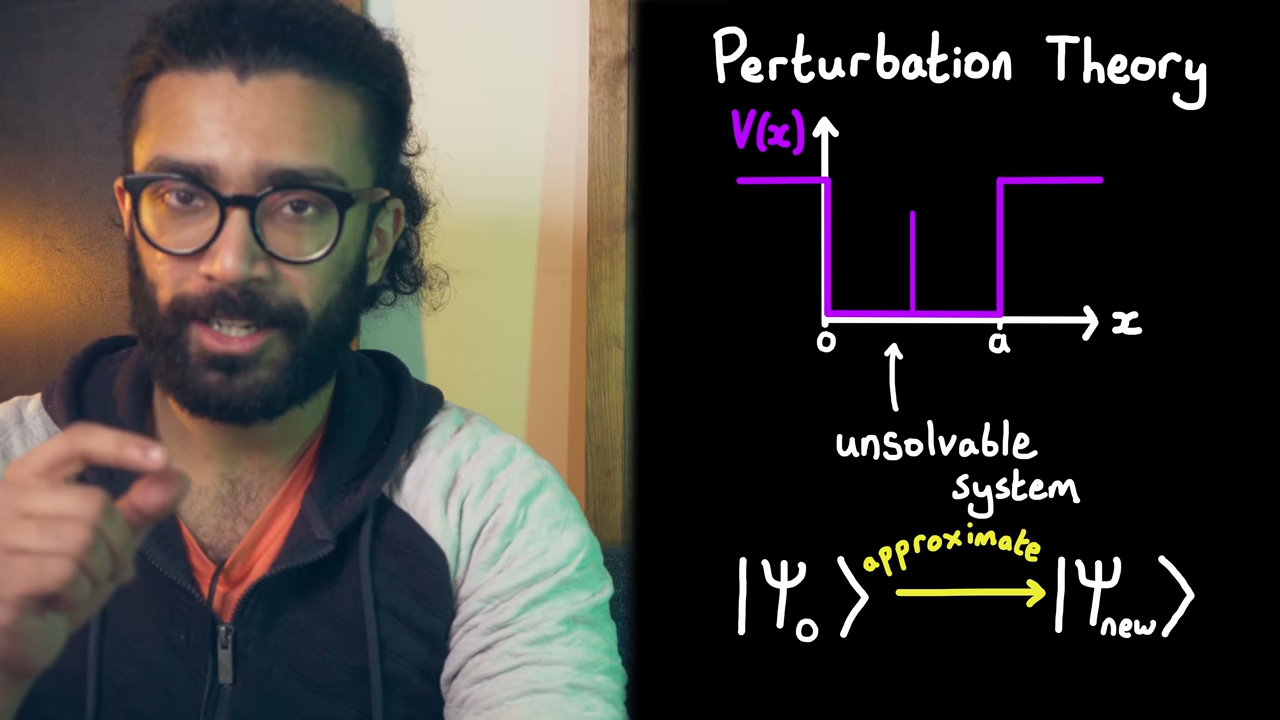 Perturbation Theory
V(x)
x
0 a
unsolvable
system
approximate
|Ψ₀⟩ |Ψnew⟩